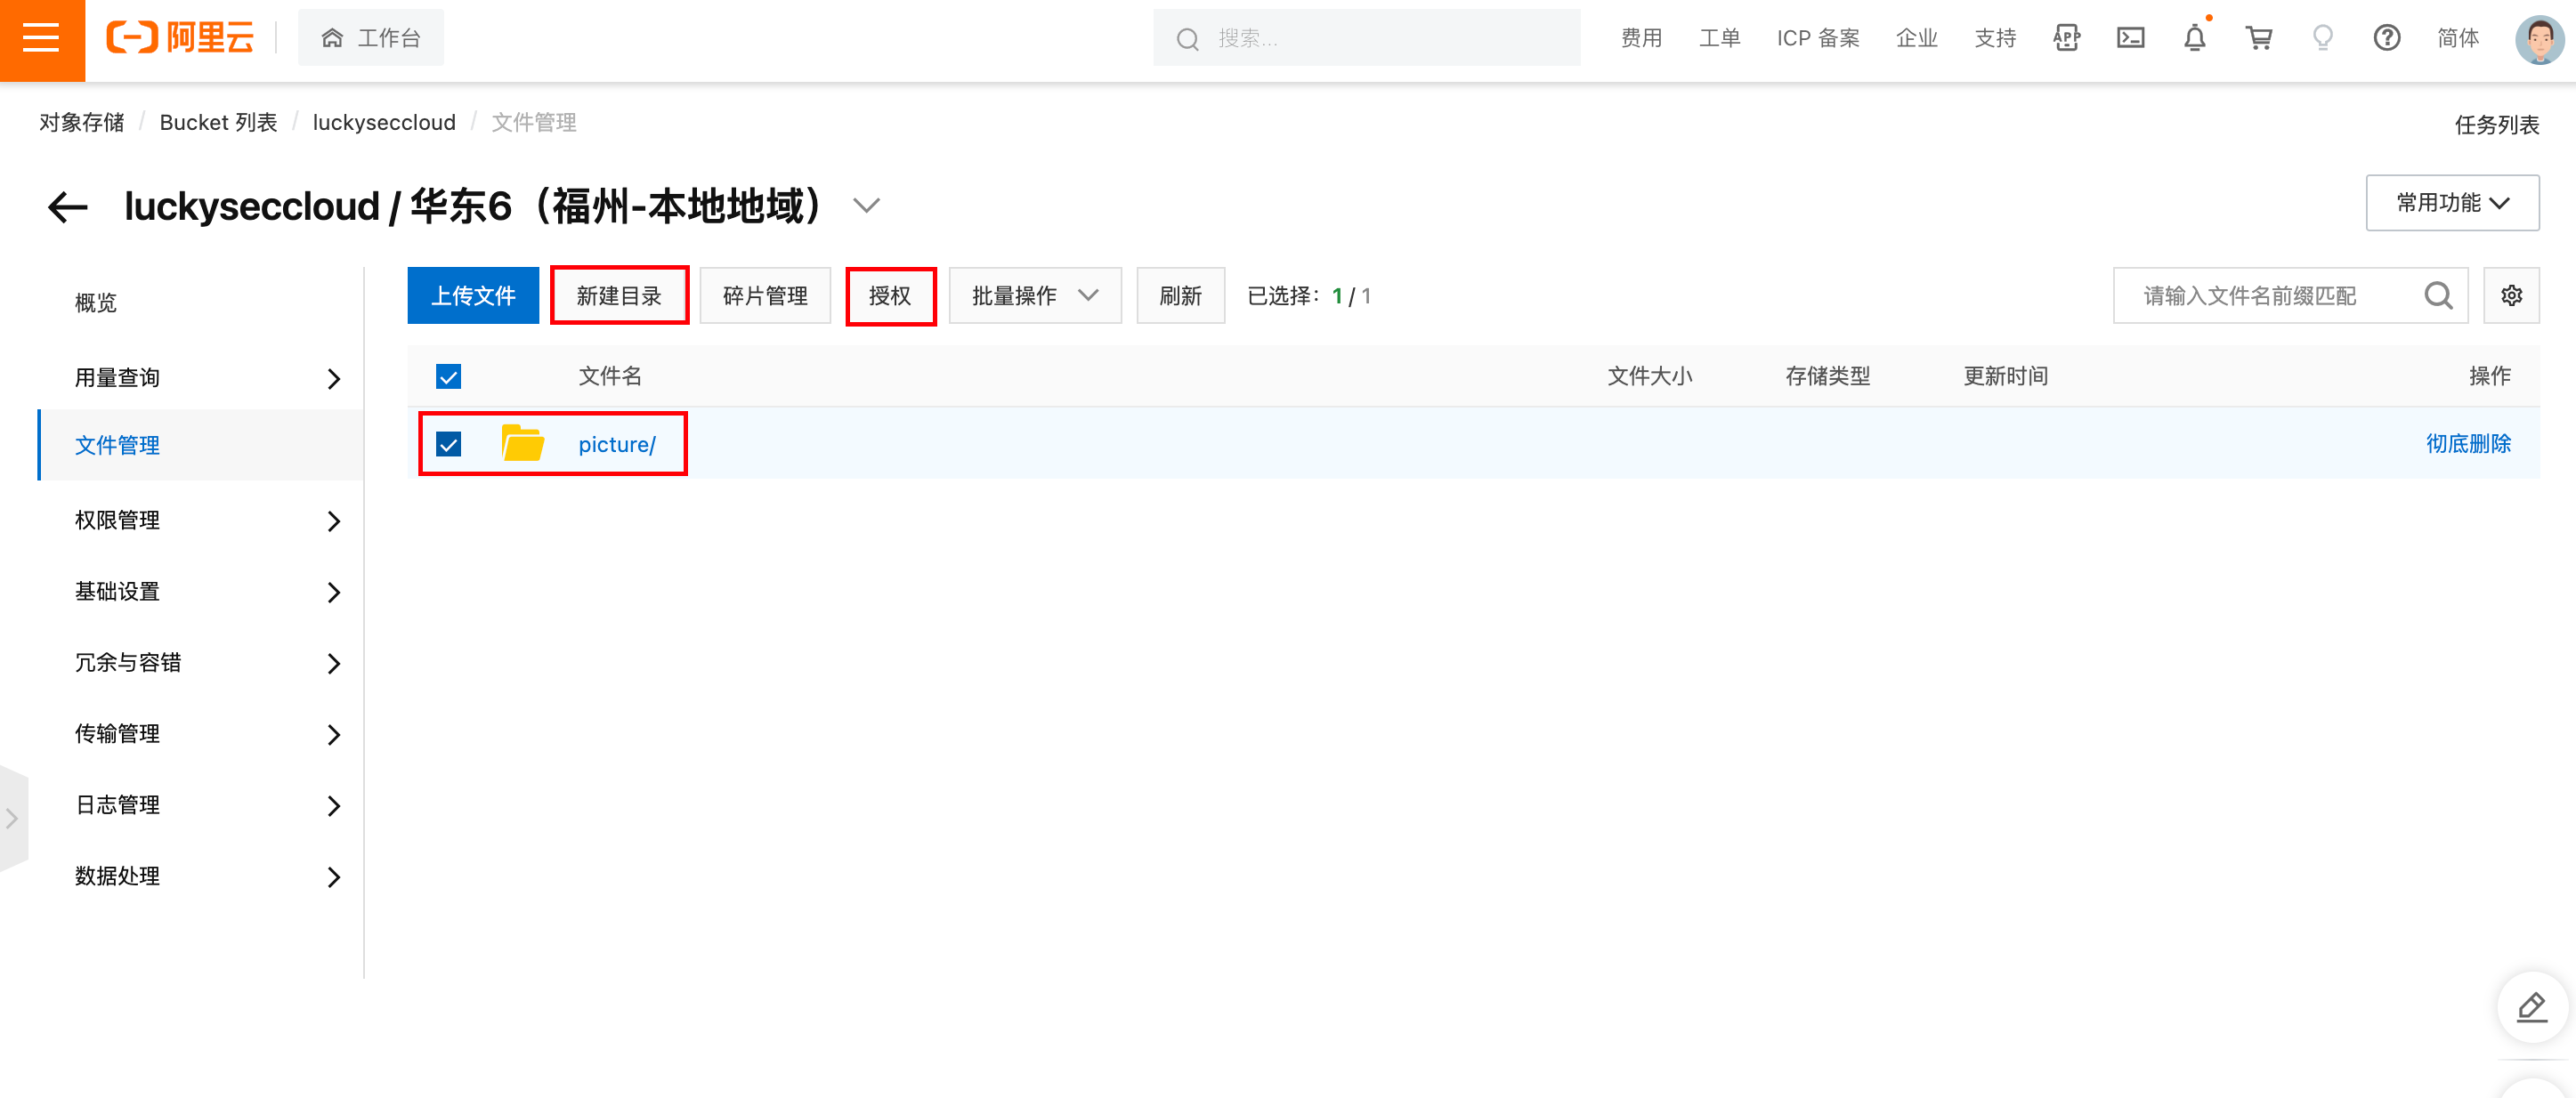 阿里云
工作台
搜索...
费用 工单 ICP 备案 企业 支持 APP 简体
对象存储 / Bucket 列表 / luckyseccloud / 文件管理
任务列表
luckyseccloud / 华东6（福州-本地地域）
常用功能
概览
用量查询
文件管理
权限管理
基础设置
冗余与容错
传输管理
日志管理
数据处理
上传文件 新建目录 碎片管理 授权 批量操作 刷新 已选择：1 / 1
请输入文件名前缀匹配
文件名 文件大小 存储类型 更新时间 操作
picture/ 彻底删除